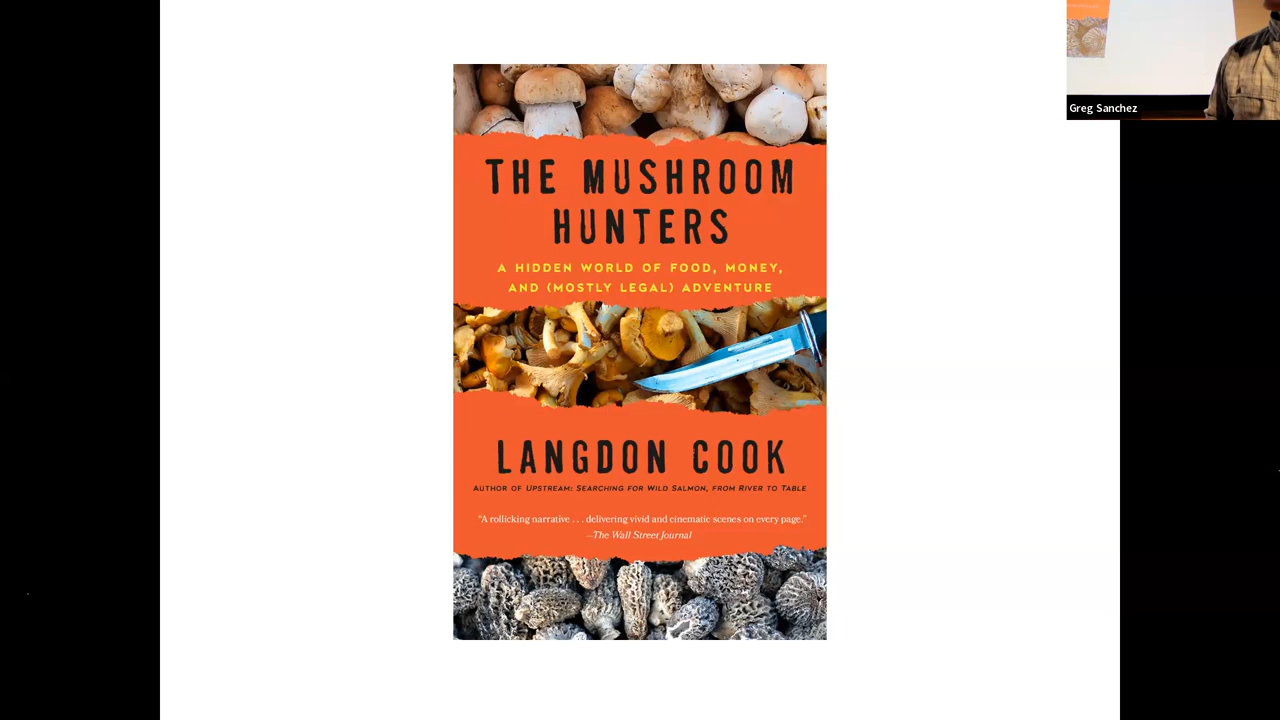 THE MUSHROOM
HUNTERS
A HIDDEN WORLD OF FOOD, MONEY,
AND (MOSTLY LEGAL) ADVENTURE
LANGDON COOK
AUTHOR OF UPSTREAM: SEARCHING FOR WILD SALMON, FROM RIVER TO TABLE
“A rollicking narrative . . . delivering vivid and cinematic scenes on every page.”
—The Wall Street Journal
Greg Sanchez